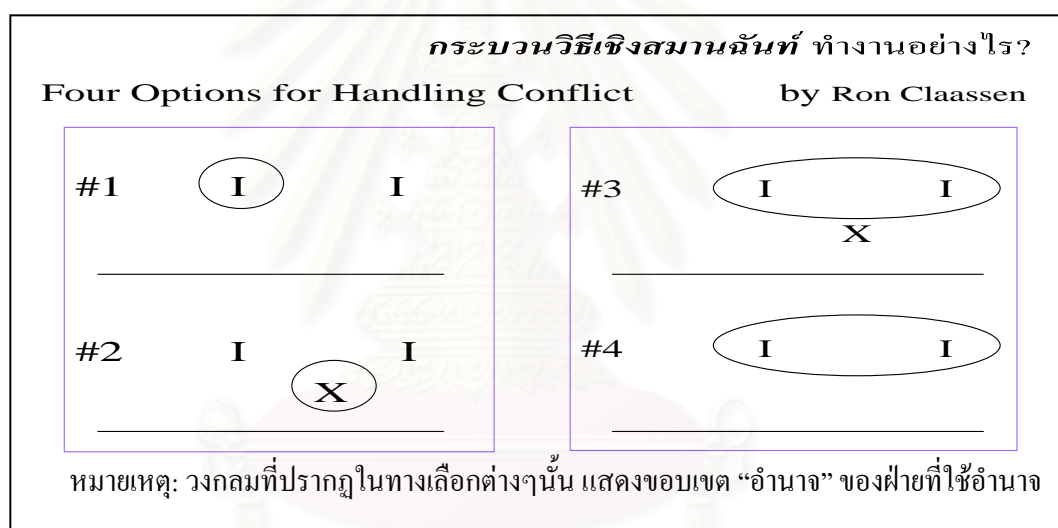 กระบวนวิธีเชิงสมานฉันท์ ทำงานอย่างไร?
Four Options for Handling Conflict by Ron Claassen
#1 I I
#3 I I
X
#2 I I
X
#4 I I
หมายเหตุ: วงกลมที่ปรากฏในทางเลือกต่างๆนั้น แสดงขอบเขต “อำนาจ” ของฝ่ายที่ใช้อำนาจ